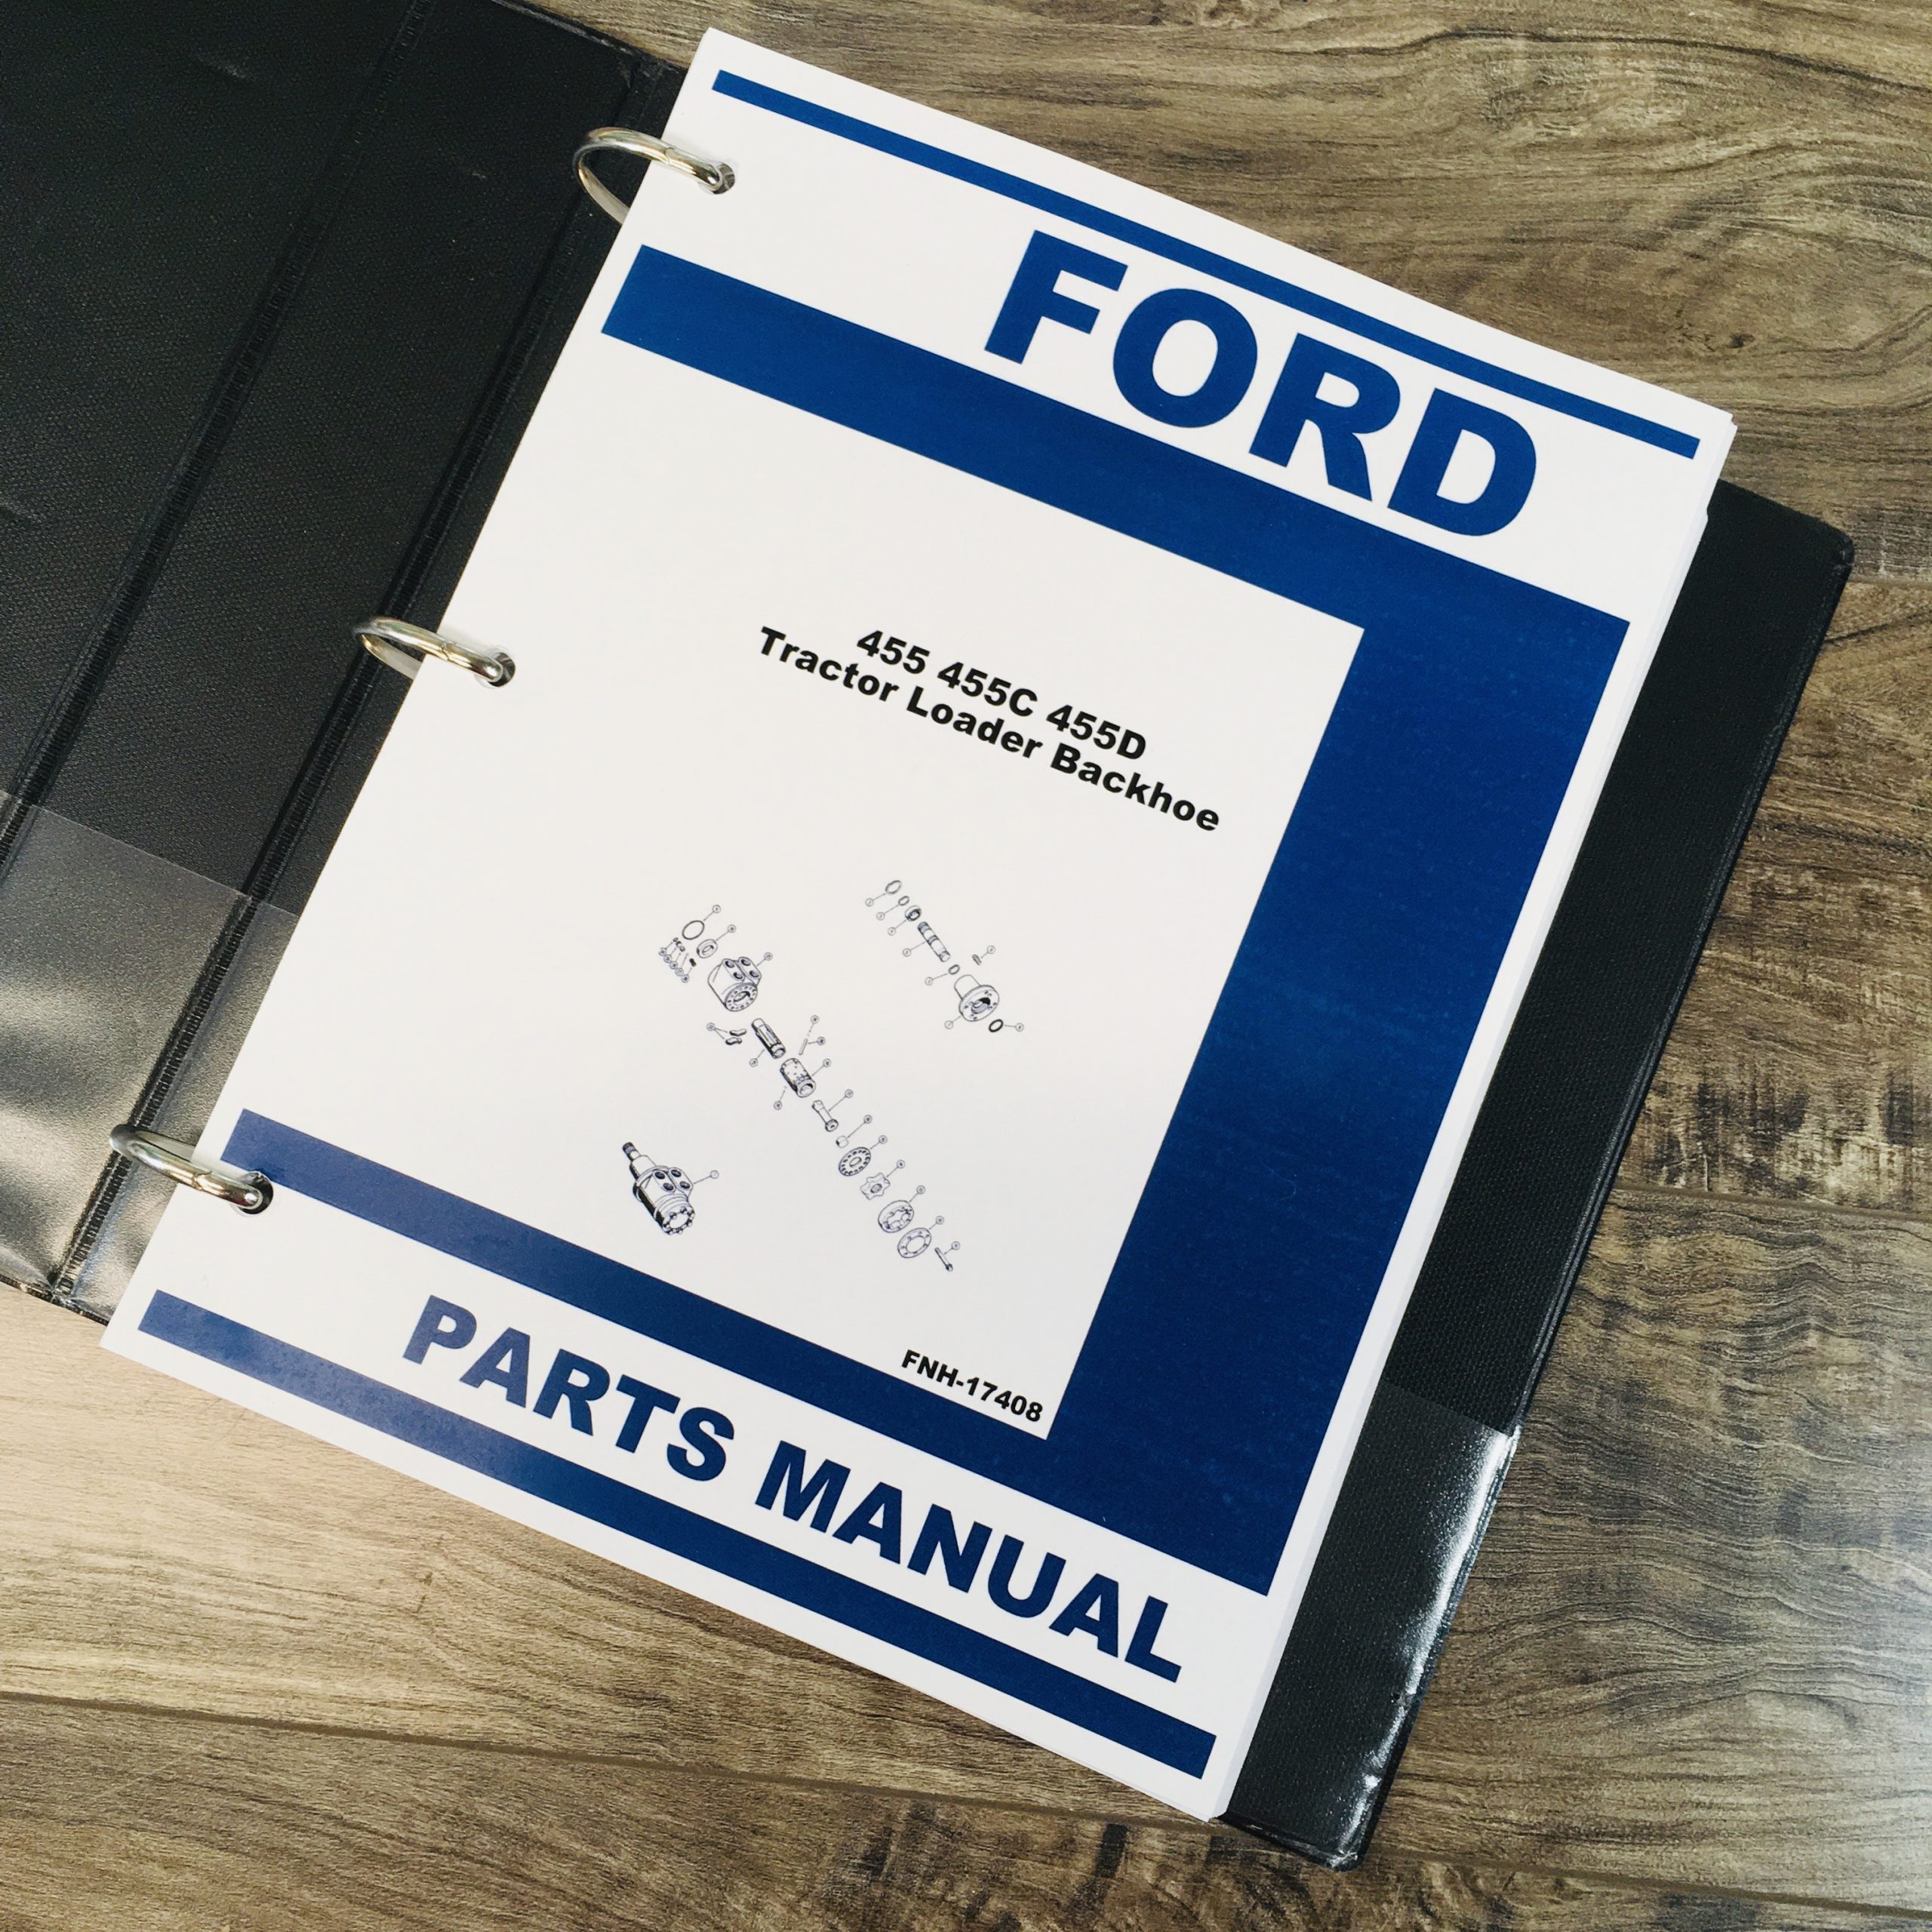 FORD
455 455C 455D
Tractor Loader Backhoe
FNH-17408
PARTS MANUAL